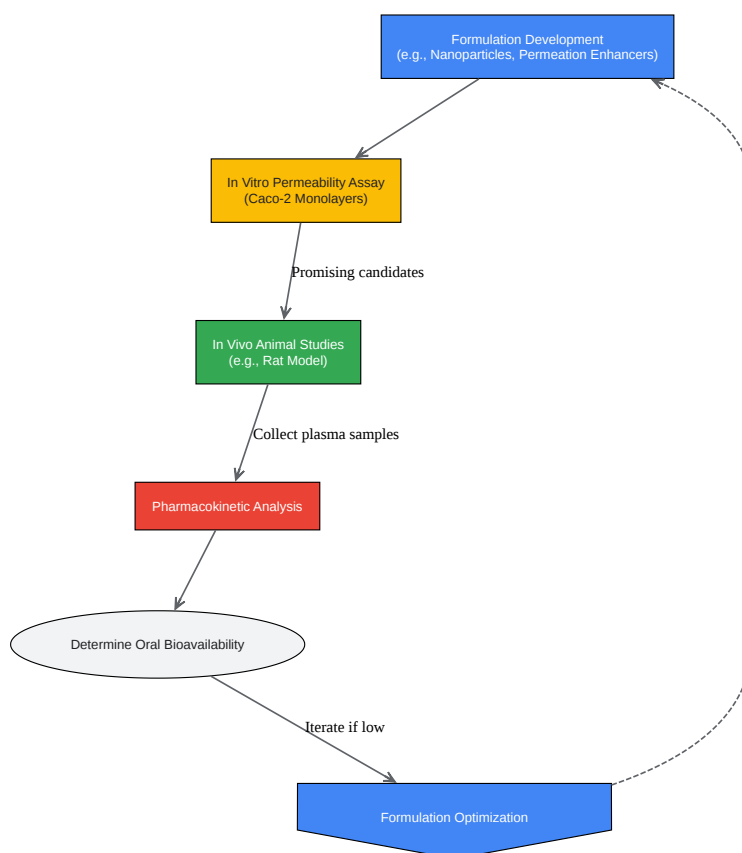 Formulation Development
(e.g., Nanoparticles, Permeation Enhancers)
In Vitro Permeability Assay
(Caco-2 Monolayers)
Promising candidates
In Vivo Animal Studies
(e.g., Rat Model)
Collect plasma samples
Pharmacokinetic Analysis
Determine Oral Bioavailability
Iterate if low
Formulation Optimization